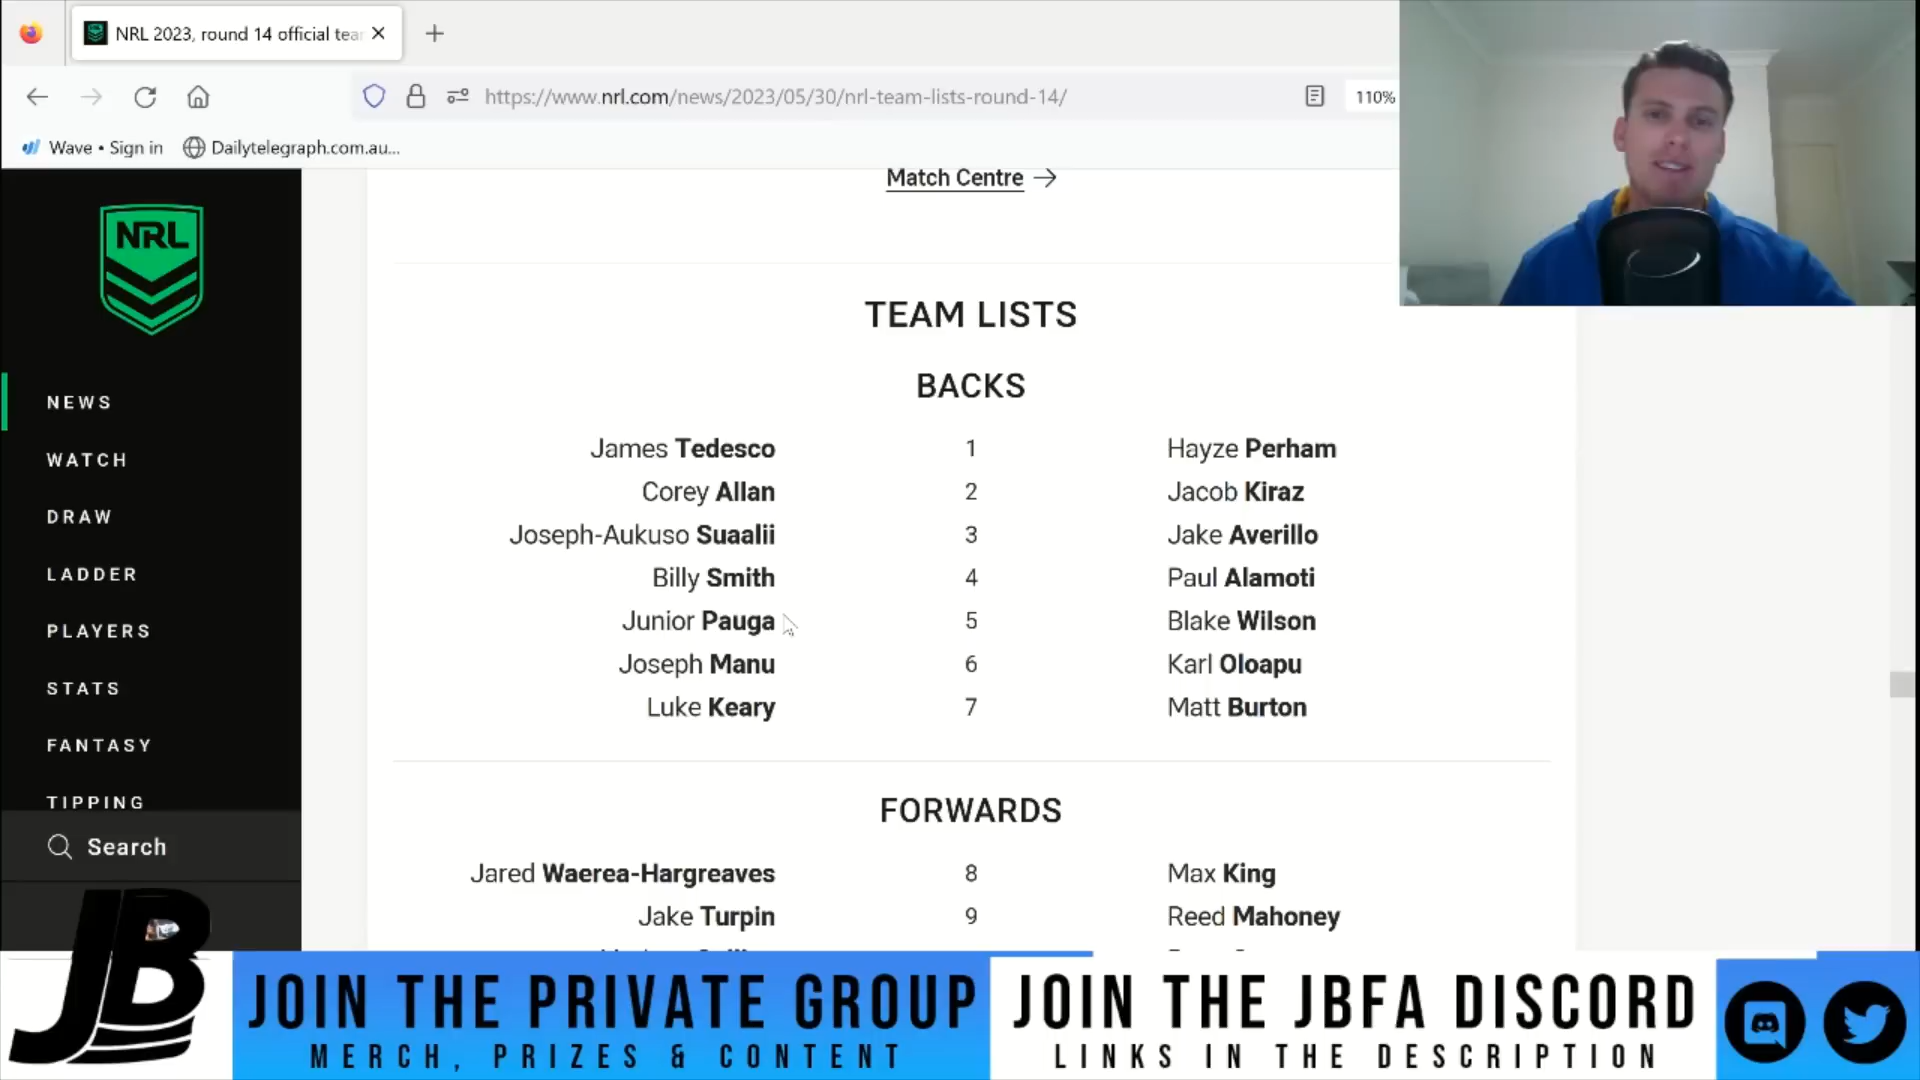 NRL 2023, round 14 official tea
https://www.nrl.com/news/2023/05/30/nrl-team-lists-round-14/
110%
Wave • Sign in
Dailytelegraph.com.au...
NRL
NEWS
WATCH
DRAW
LADDER
PLAYERS
STATS
FANTASY
TIPPING
Search
Match Centre →
TEAM LISTS
BACKS
James Tedesco 1 Hayze Perham
Corey Allan 2 Jacob Kiraz
Joseph-Aukuso Suaalii 3 Jake Averillo
Billy Smith 4 Paul Alamoti
Junior Pauga 5 Blake Wilson
Joseph Manu 6 Karl Oloapu
Luke Keary 7 Matt Burton
FORWARDS
Jared Waerea-Hargreaves 8 Max King
Jake Turpin 9 Reed Mahoney
JB
JOIN THE PRIVATE GROUP
MERCH, PRIZES & CONTENT
JOIN THE JBFA DISCORD
LINKS IN THE DESCRIPTION